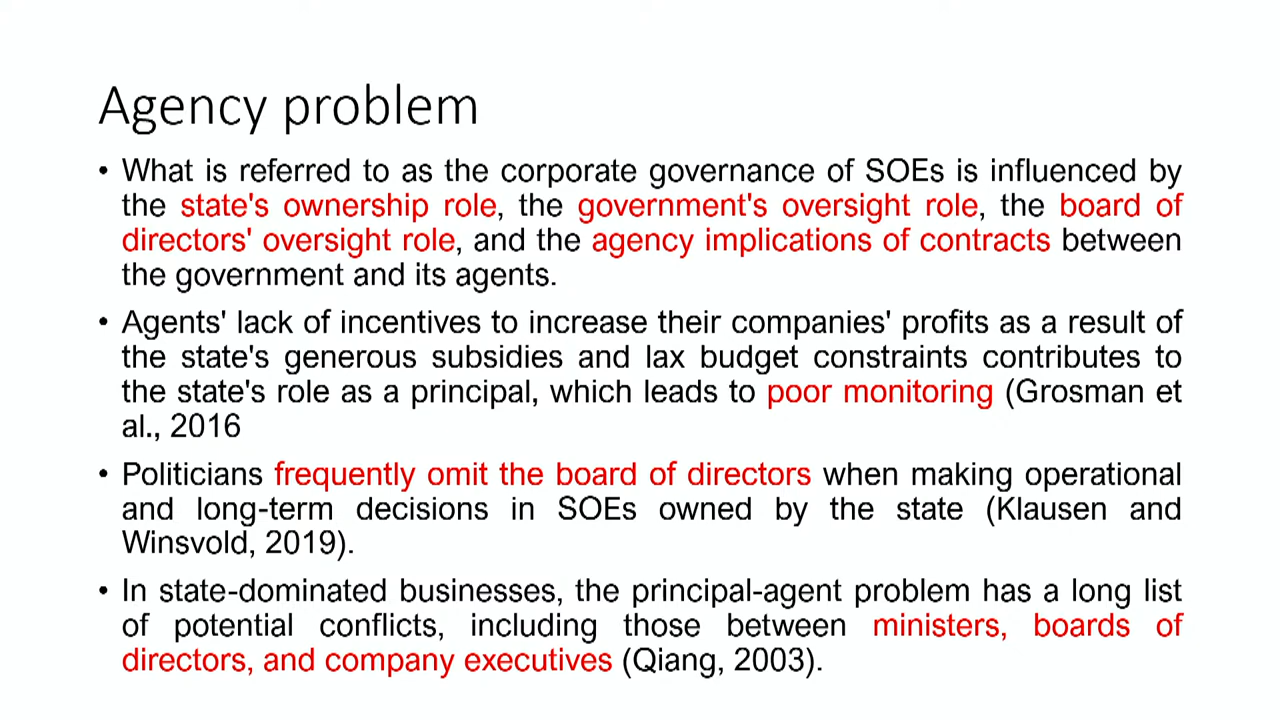 Agency problem
• What is referred to as the corporate governance of SOEs is influenced by
the state's ownership role, the government's oversight role, the board of
directors' oversight role, and the agency implications of contracts between
the government and its agents.
• Agents' lack of incentives to increase their companies' profits as a result of
the state's generous subsidies and lax budget constraints contributes to
the state's role as a principal, which leads to poor monitoring (Grosman et
al., 2016
• Politicians frequently omit the board of directors when making operational
and long-term decisions in SOEs owned by the state (Klausen and
Winsvold, 2019).
• In state-dominated businesses, the principal-agent problem has a long list
of potential conflicts, including those between ministers, boards of
directors, and company executives (Qiang, 2003).